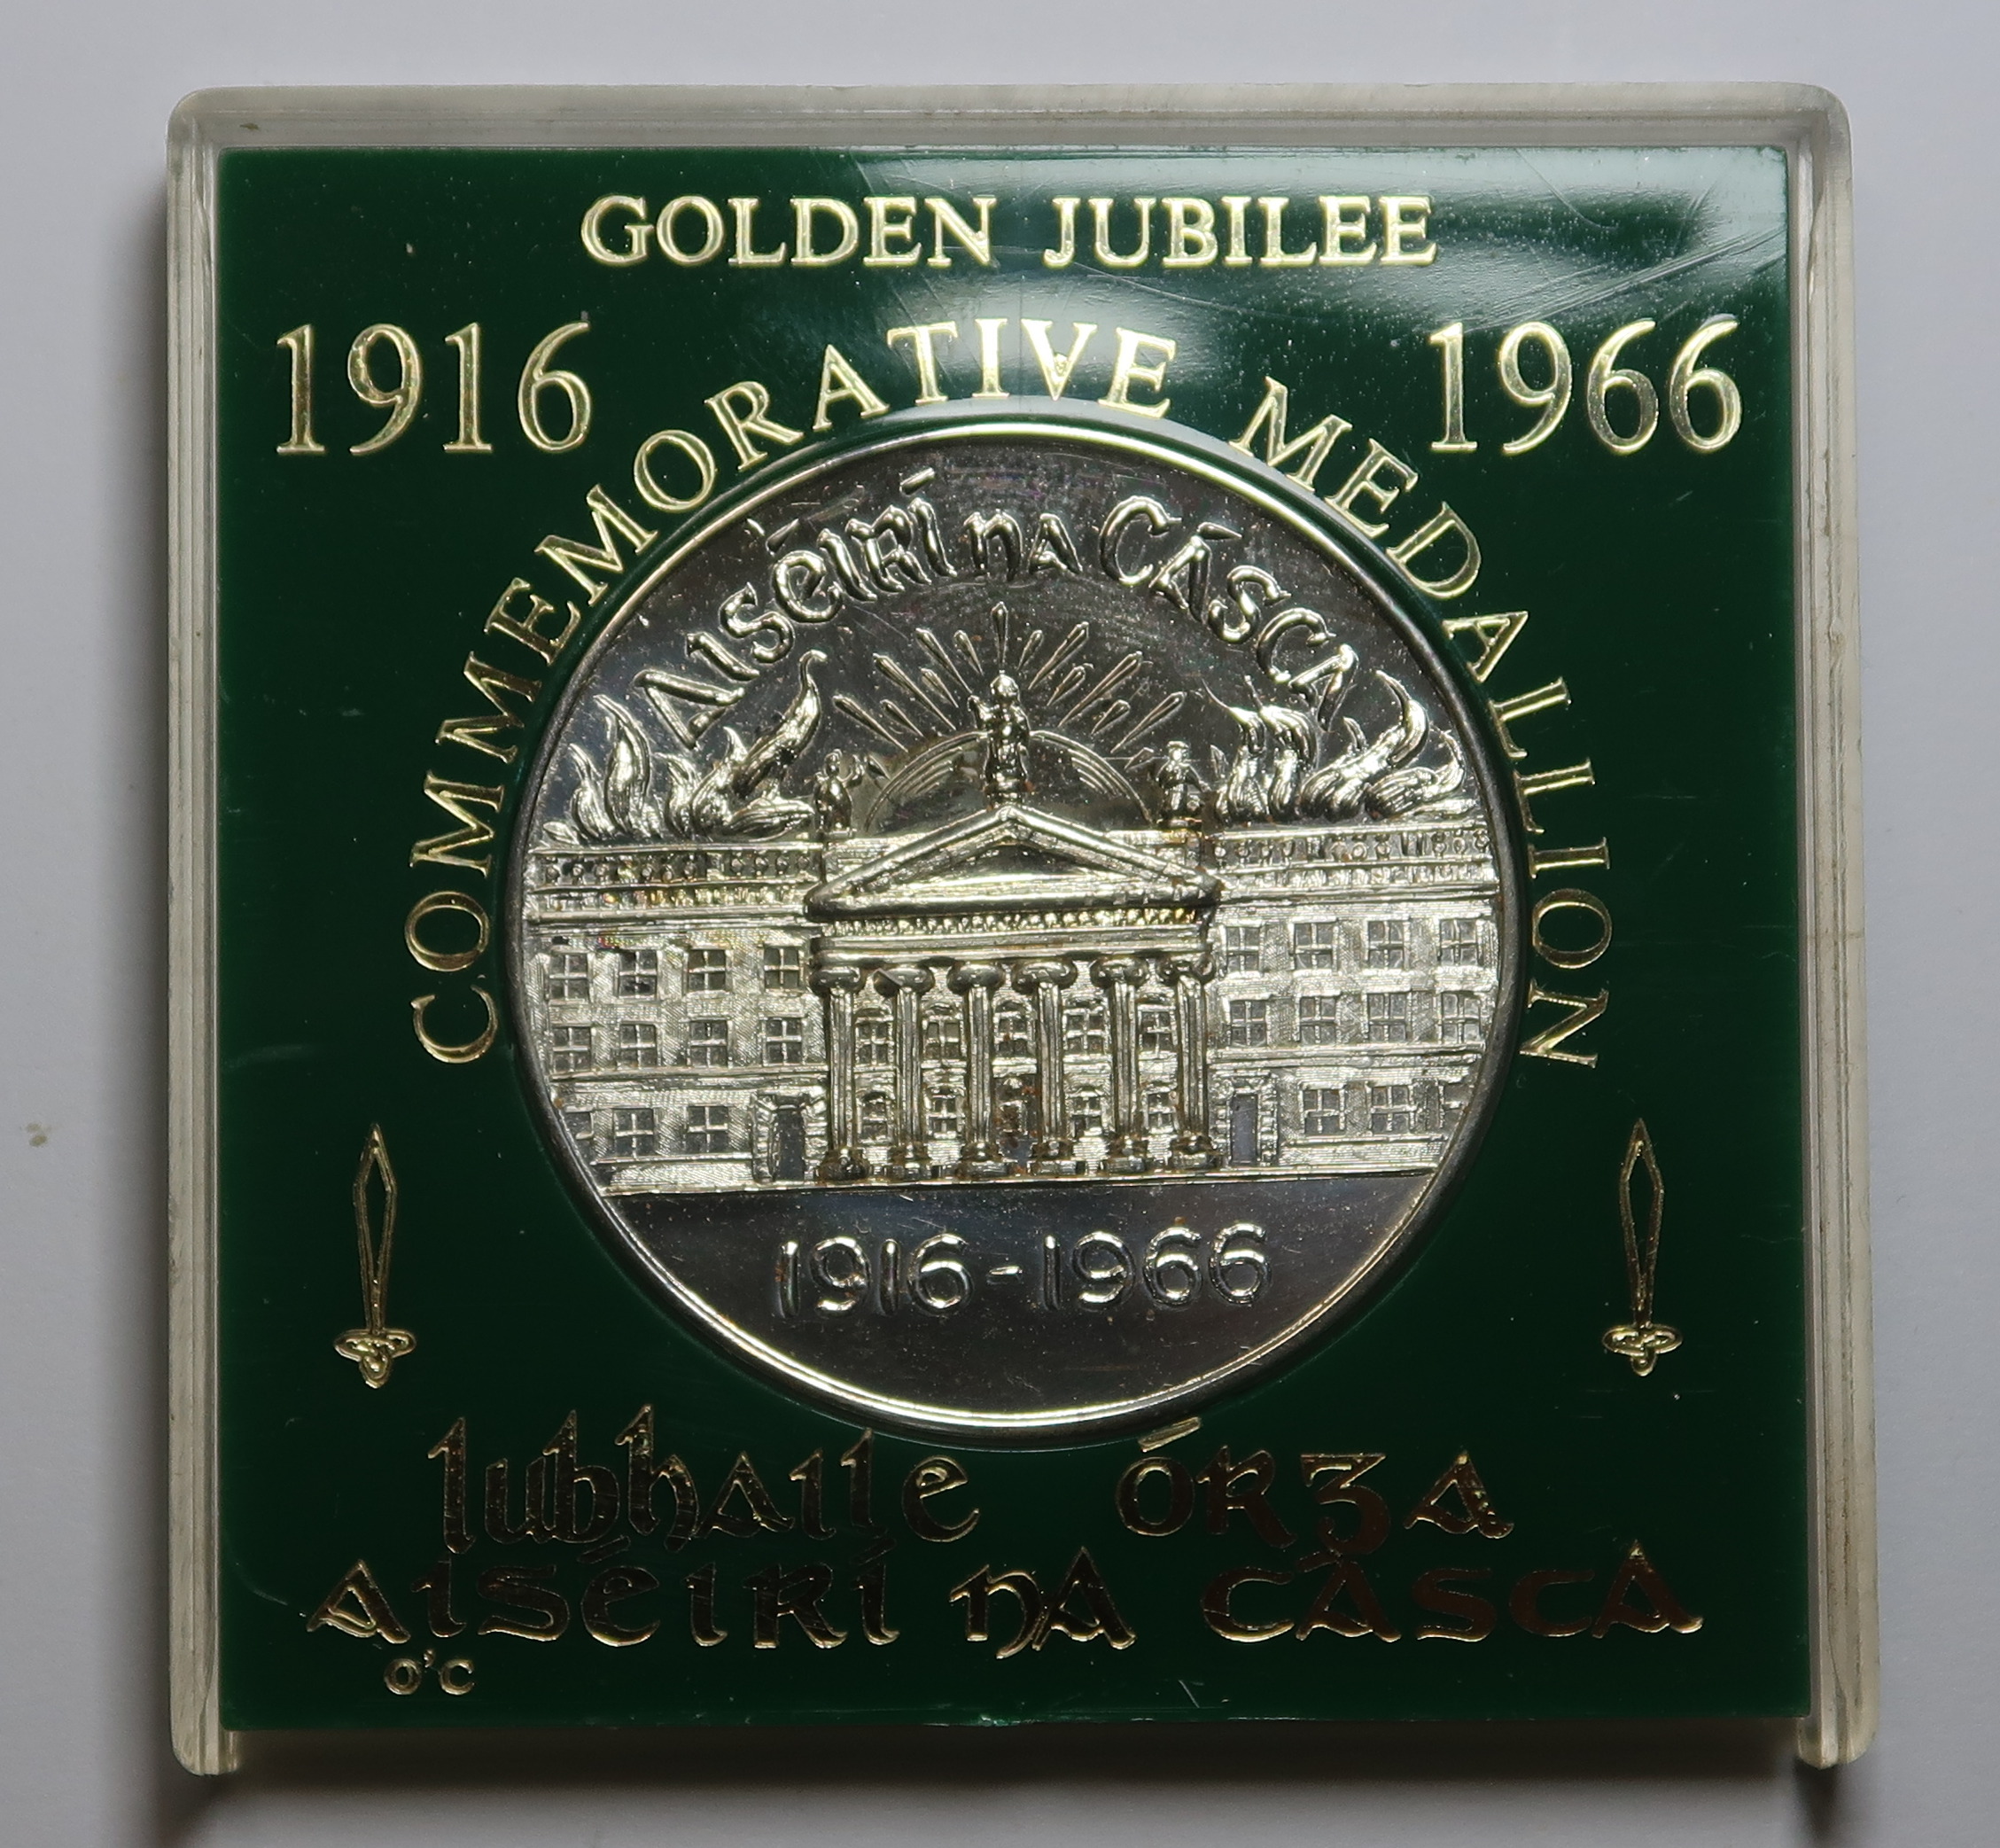 GOLDEN JUBILEE
1916 1966
COMMEMORATIVE MEDALLION
Aiséirí na Cásca
1916-1966
Iubhaile Órga
Aiséirí na Cásca
O'C